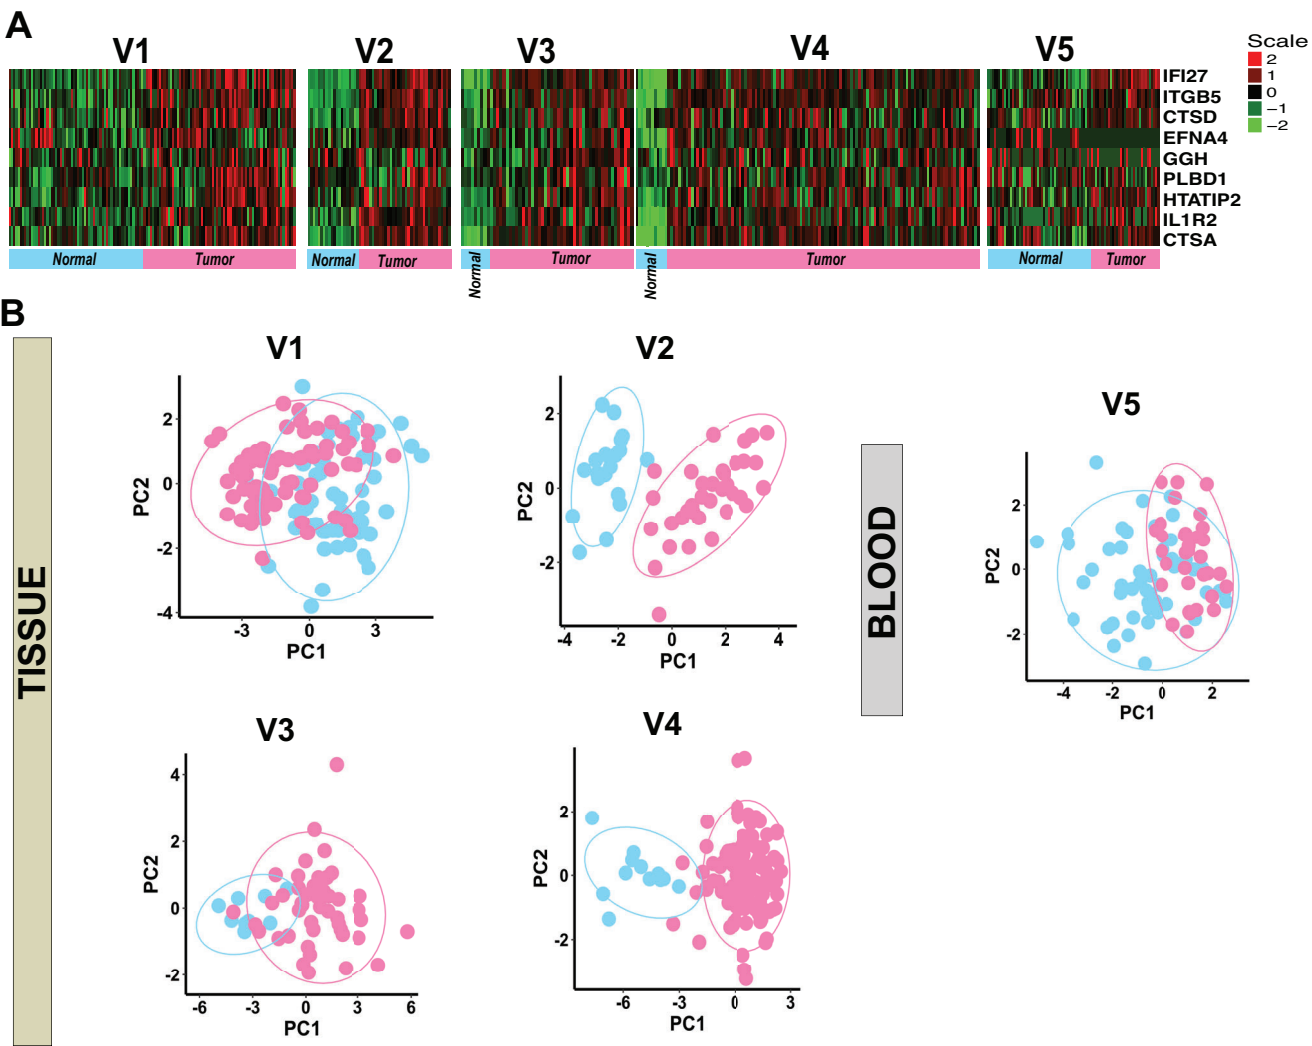 A
V1
V2
V3
V4
V5
Scale
2
1
0
−1
−2
IFI27
ITGB5
CTSD
EFNA4
GGH
PLBD1
HTATIP2
IL1R2
CTSA
Normal
Tumor
Normal
Tumor
Normal
Tumor
Normal
Tumor
Normal
Tumor
B
TISSUE
V1
PC2
2
0
-2
-4
-3
0
3
PC1
V2
PC2
2
0
-2
-4
-2
0
2
4
PC1
BLOOD
V5
PC2
2
0
-2
-4
-2
0
2
PC1
V3
PC2
4
2
0
-2
-6
-3
0
3
6
PC1
V4
PC2
2
0
-2
-6
-3
0
3
PC1